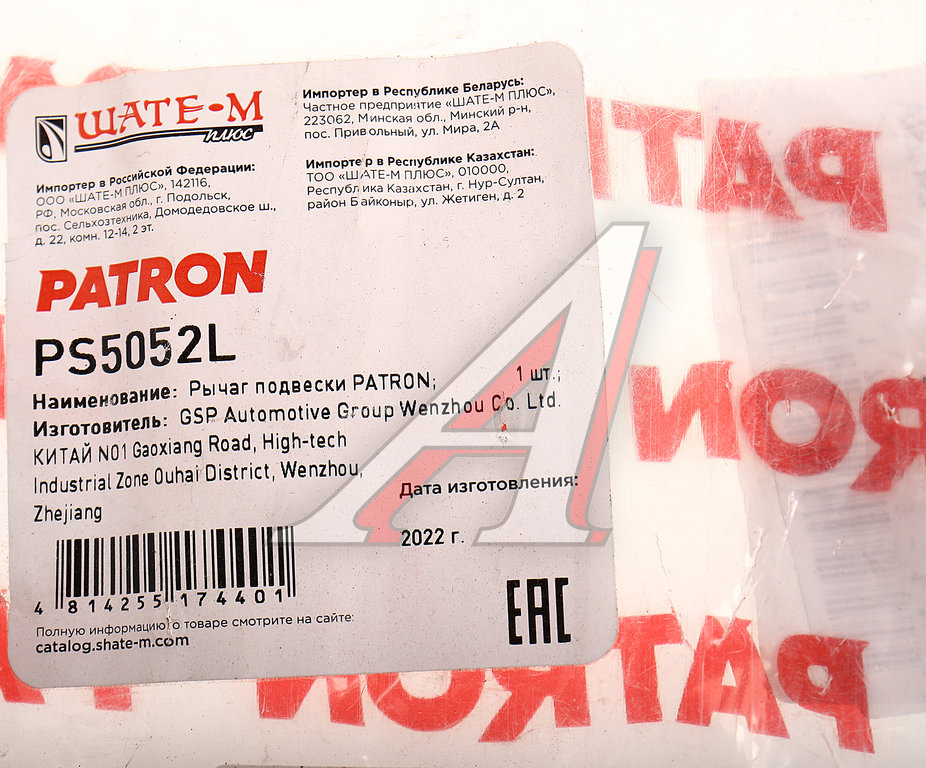 ШАТЕ-М
ПЛЮС
Импортер в Российской Федерации:
ООО «ШАТЕ-М ПЛЮС», 142116,
РФ, Московская обл., г. Подольск,
пос. Сельхозтехника, Домодедовское ш.,
д. 22, комн. 12-14, 2 эт.
Импортер в Республике Беларусь:
Частное предприятие «ШАТЕ-М ПЛЮС»,
223062, Минская обл., Минский р-н,
пос. Привольный, ул. Мира, 2А
Импортер в Республике Казахстан:
ТОО «ШАТЕ-М ПЛЮС», 010000,
Республика Казахстан, г. Нур-Султан,
район Байконыр, ул. Жетиген, д. 2
PATRON
PS5052L
Наименование: Рычаг подвески PATRON; 1 шт.;
Изготовитель: GSP Automotive Group Wenzhou Co. Ltd.
КИТАЙ NO1 Gaoxiang Road, High-tech
Industrial Zone Ouhai District, Wenzhou,
Zhejiang
Дата изготовления:
2022 г.
4 814255 174401
EAC
Полную информацию о товаре смотрите на сайте:
catalog.shate-m.com
PATR
PATRON
PATRON